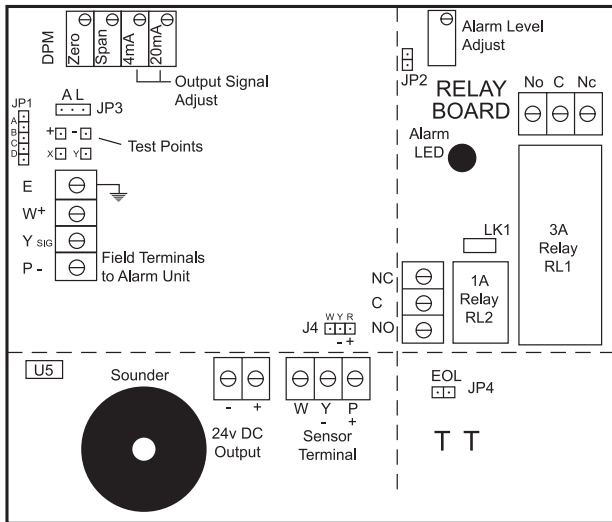 DPM
Zero
Span
4mA
20mA
Output Signal
Adjust
JP1
A
B
C
D
A L
JP3
+ -
X Y
Test Points
E
W+
Y SIG
P -
Field Terminals
to Alarm Unit
J4
W Y R
- +
Alarm Level
Adjust
JP2
RELAY
BOARD
No C Nc
Alarm
LED
LK1
3A
Relay
RL1
NC
C
NO
1A
Relay
RL2
U5
Sounder
- +
24v DC
Output
W Y P
- +
Sensor
Terminal
EOL
JP4
T T